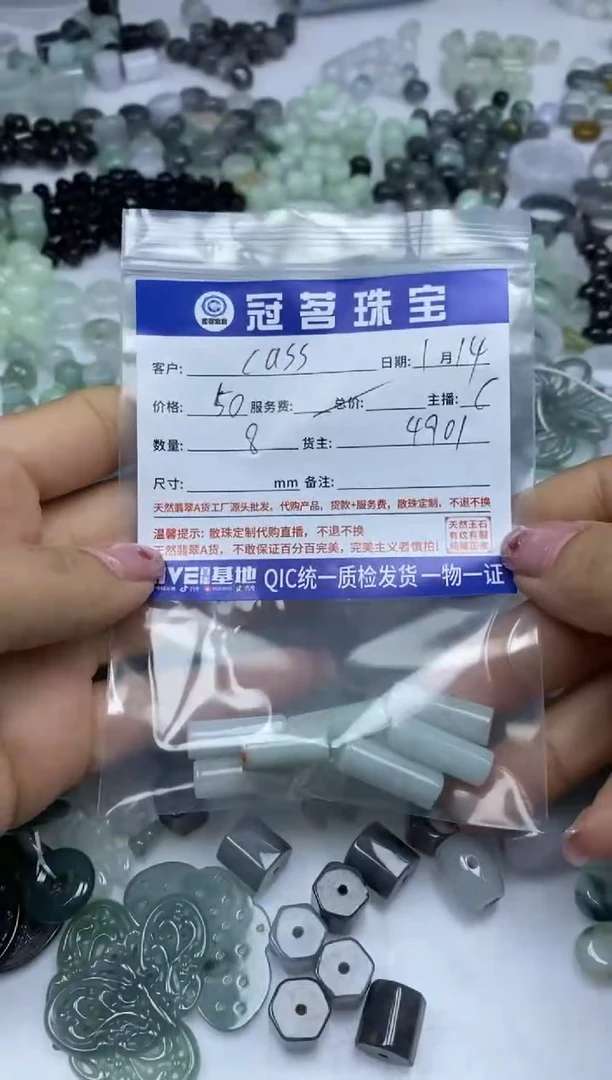 冠茗珠宝
客户: Cass 日期: 1 月 14
价格: 50 服务费: 总价: 主播: C
数量: 8 货主: 4901
尺寸: mm 备注:
天然翡翠A货工厂源头批发，代购产品，货款+服务费，散珠定制，不退不换
温馨提示: 散珠定制代购直播，不退不换
天然翡翠A货，不敢保证百分百完美，完美主义者慎拍!
天然玉石
有纹有裂
基地 QIC统一质检发货一物一证